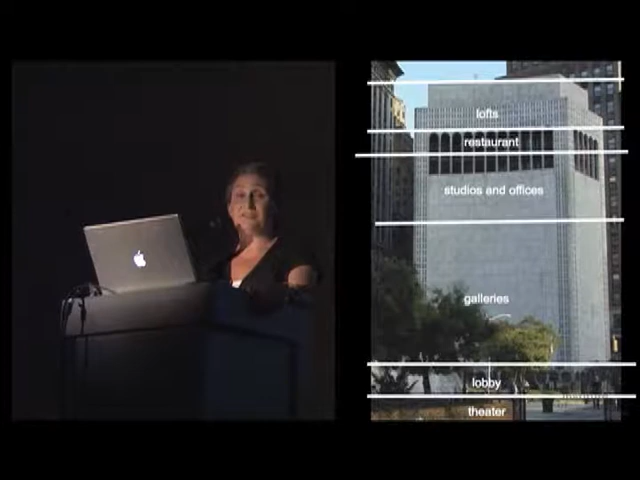 lofts
restaurant
studios and offices
galleries
lobby
theater